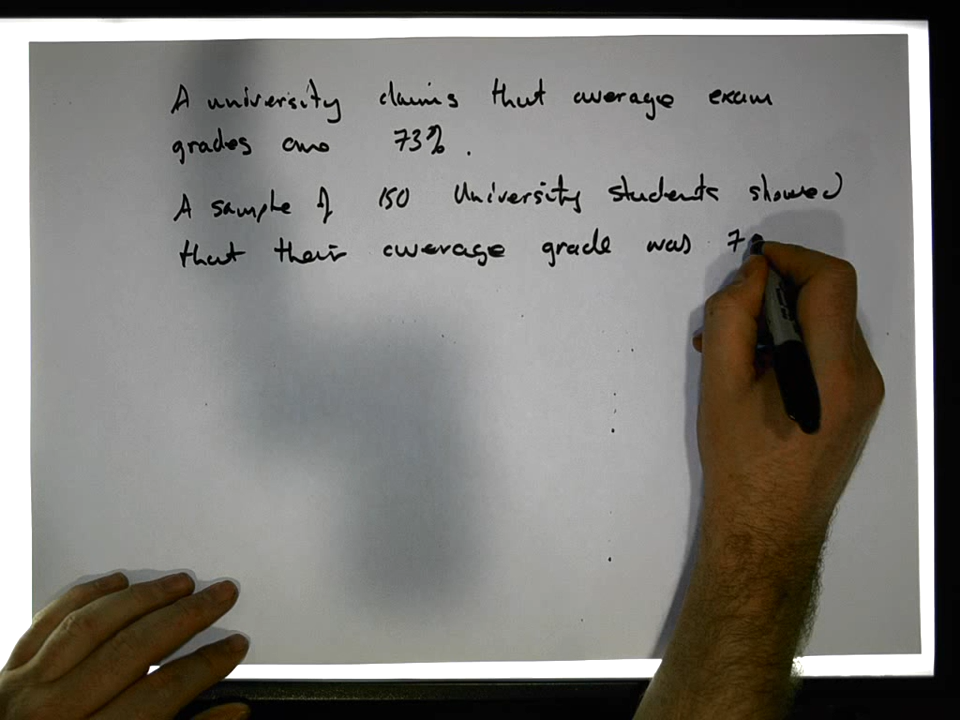 A university claims that average exam
grades are 73%.
A sample of 150 University students showed
that their average grade was 7